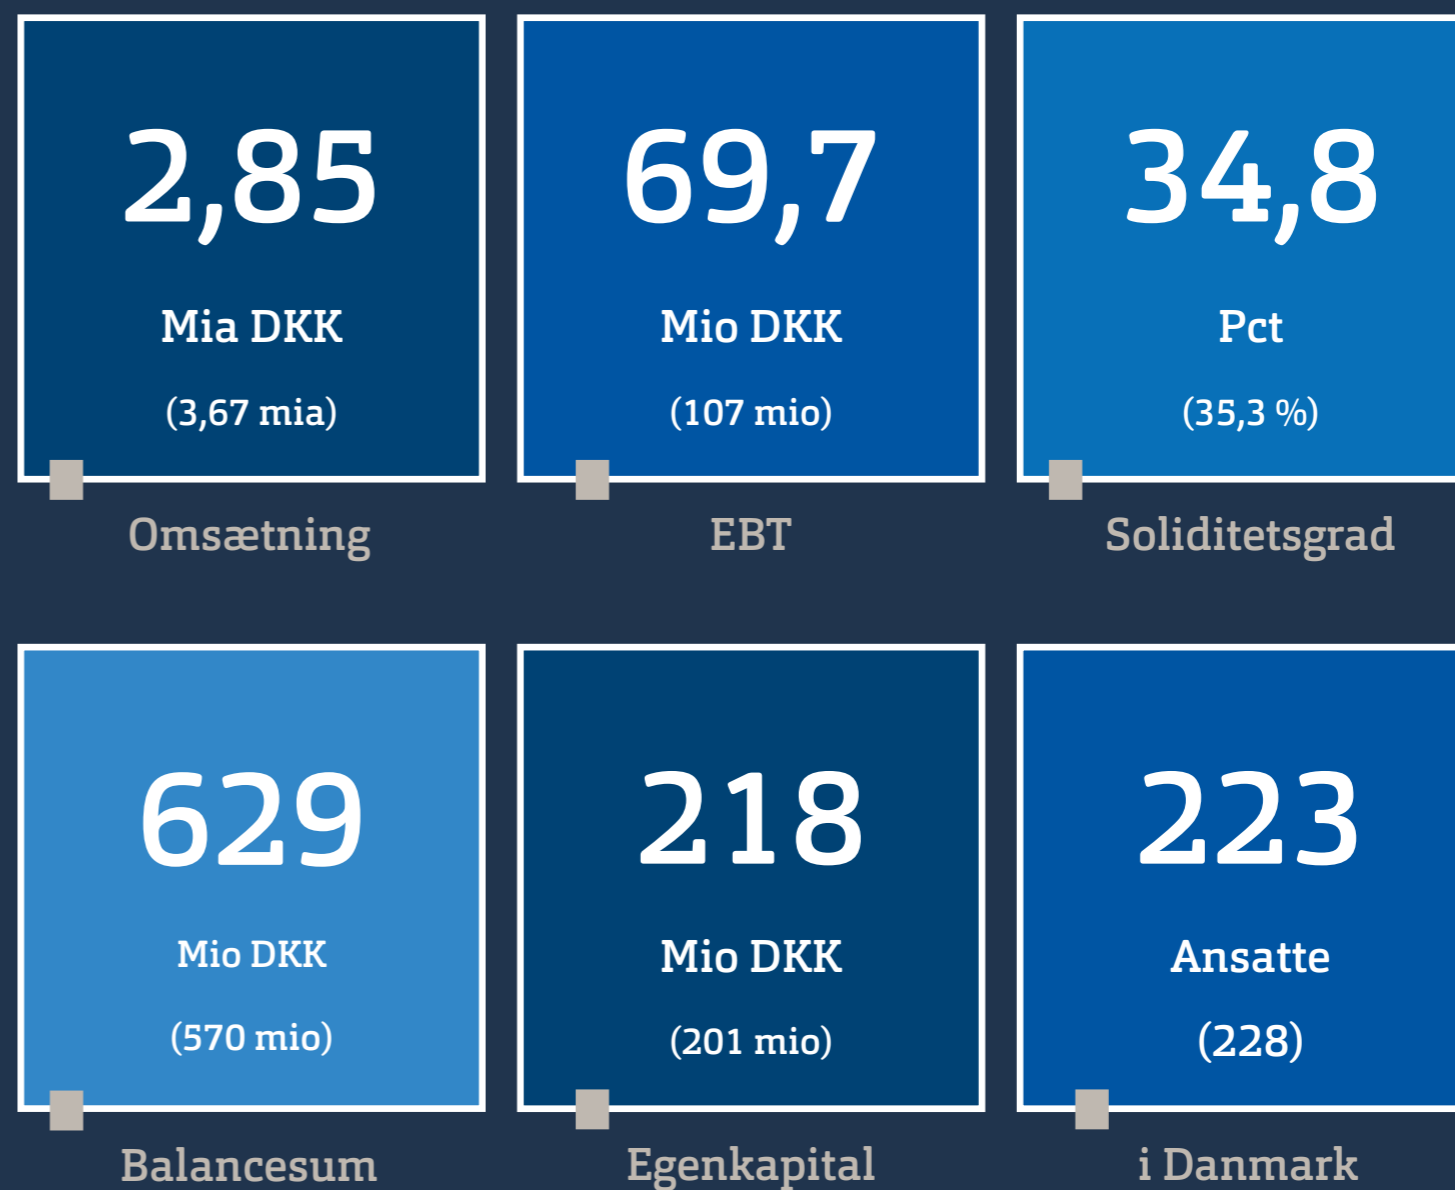 2,85
Mia DKK
(3,67 mia)
Omsætning
69,7
Mio DKK
(107 mio)
EBT
34,8
Pct
(35,3 %)
Soliditetsgrad
629
Mio DKK
(570 mio)
Balancesum
218
Mio DKK
(201 mio)
Egenkapital
223
Ansatte
(228)
i Danmark